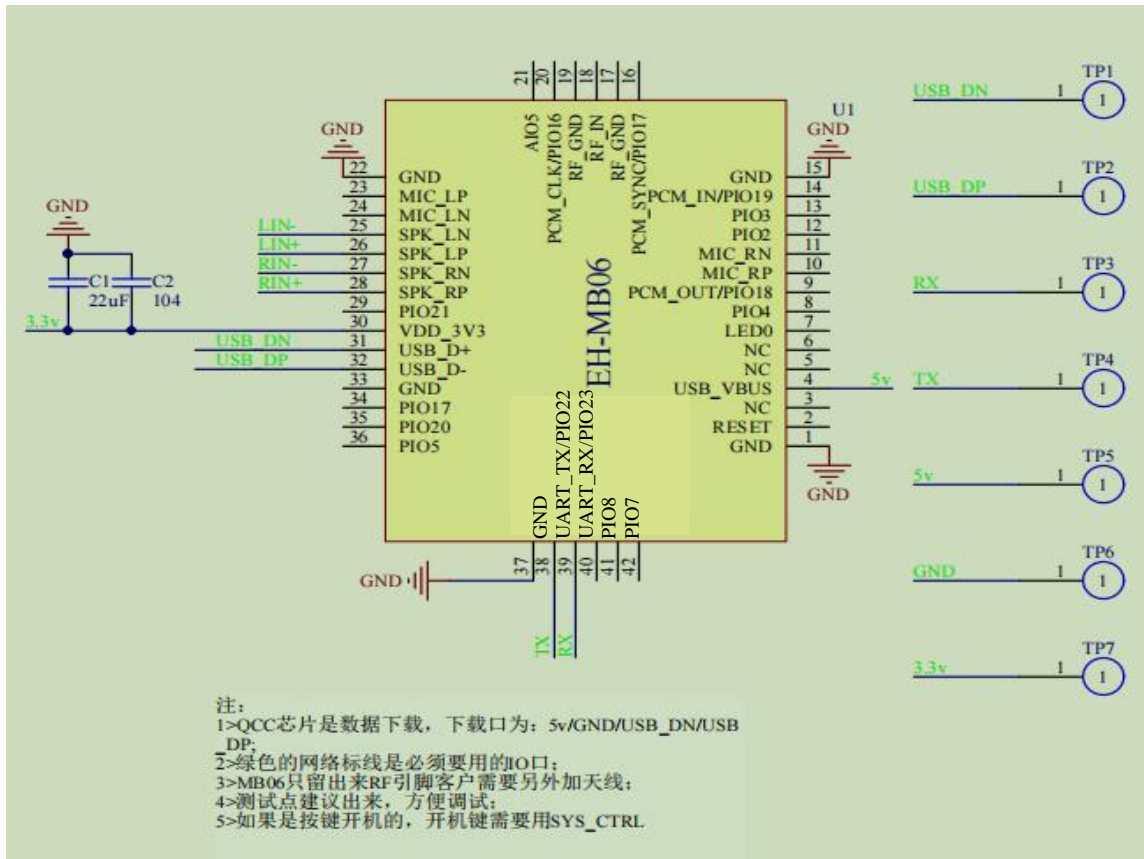 21
20
19
18
17
16
AIO5
PCM_CLK/PIO16
RF_GND
RF_IN
RF_GND
PCM_SYNC/PIO17
U1
EH-MB06
GND
22 GND
23 MIC_LP
24 MIC_LN
LIN- 25 SPK_LN
LIN+ 26 SPK_LP
RIN- 27 SPK_RN
RIN+ 28 SPK_RP
29 PIO21
3.3v 30 VDD_3V3
USB_DN 31 USB_D+
USB_DP 32 USB_D-
33 GND
34 PIO17
35 PIO20
36 PIO5
GND
C1
22uF
C2
104
GND
GND 15
PCM_IN/PIO19 14
PIO3 13
PIO2 12
MIC_RN 11
MIC_RP 10
PCM_OUT/PIO18 9
PIO4 8
LED0 7
NC 6
NC 5
USB_VBUS 4 5v
NC 3
RESET 2
GND 1
GND
GND
UART_TX/PIO22
UART_RX/PIO23
PIO8
PIO7
37
38
39
40
41
42
GND
TX
RX
TP1
USB_DN 1 1
TP2
USB_DP 1 1
TP3
RX 1 1
TP4
TX 1 1
TP5
5v 1 1
TP6
GND 1 1
TP7
3.3v 1 1
注：
1>QCC芯片是数据下载，下载口为：5v/GND/USB_DN/USB
_DP;
2>绿色的网络标线是必须要用的IO口；
3>MB06只留出来RF引脚客户需要另外加天线；
4>测试点建议出来，方便调试；
5>如果是按键开机的，开机键需要用SYS_CTRL